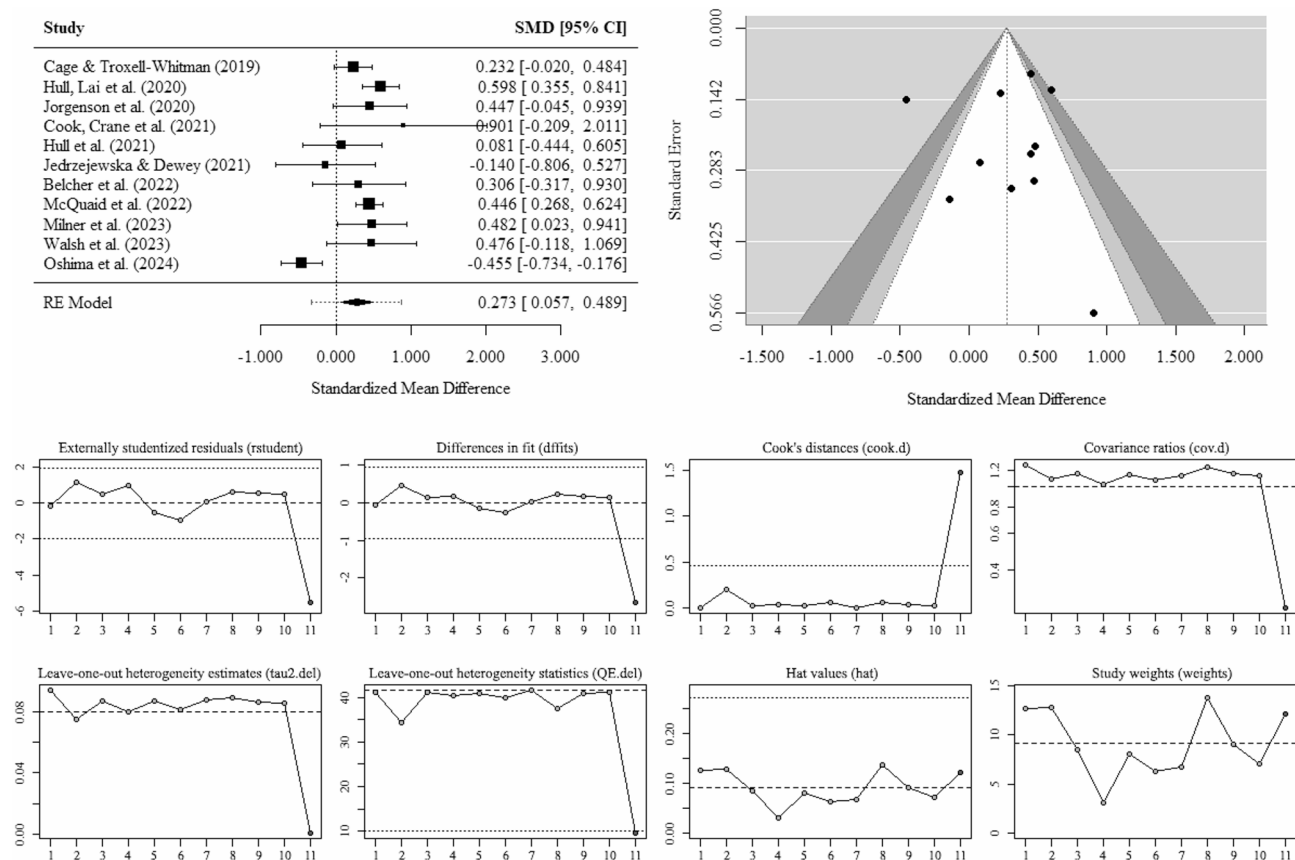 Study SMD [95% CI]
Cage & Troxell-Whitman (2019) 0.232 [-0.020, 0.484]
Hull, Lai et al. (2020) 0.598 [0.355, 0.841]
Jorgenson et al. (2020) 0.447 [-0.045, 0.939]
Cook, Crane et al. (2021) 0.901 [-0.209, 2.011]
Hull et al. (2021) 0.081 [-0.444, 0.605]
Jedrzejewska & Dewey (2021) -0.140 [-0.806, 0.527]
Belcher et al. (2022) 0.306 [-0.317, 0.930]
McQuaid et al. (2022) 0.446 [0.268, 0.624]
Milner et al. (2023) 0.482 [0.023, 0.941]
Walsh et al. (2023) 0.476 [-0.118, 1.069]
Oshima et al. (2024) -0.455 [-0.734, -0.176]
RE Model 0.273 [ 0.057, 0.489]
-1.000 0.000 1.000 2.000 3.000
Standardized Mean Difference
Standard Error
0.000
0.142
0.283
0.425
0.566
-1.500 -1.000 -0.500 0.000 0.500 1.000 1.500 2.000
Standardized Mean Difference
Externally studentized residuals (rstudent)
2
0
-2
-4
-6
1 2 3 4 5 6 7 8 9 10 11
Differences in fit (dffits)
1
0
-1
-2
1 2 3 4 5 6 7 8 9 10 11
Cook's distances (cook.d)
1.5
1.0
0.5
0.0
1 2 3 4 5 6 7 8 9 10 11
Covariance ratios (cov.d)
1.2
0.8
0.6
0.4
1 2 3 4 5 6 7 8 9 10 11
Leave-one-out heterogeneity estimates (tau2.del)
0.08
0.04
0.00
1 2 3 4 5 6 7 8 9 10 11
Leave-one-out heterogeneity statistics (QE.del)
40
30
20
10
1 2 3 4 5 6 7 8 9 10 11
Hat values (hat)
0.20
0.10
0.00
1 2 3 4 5 6 7 8 9 10 11
Study weights (weights)
15
10
5
0
1 2 3 4 5 6 7 8 9 10 11